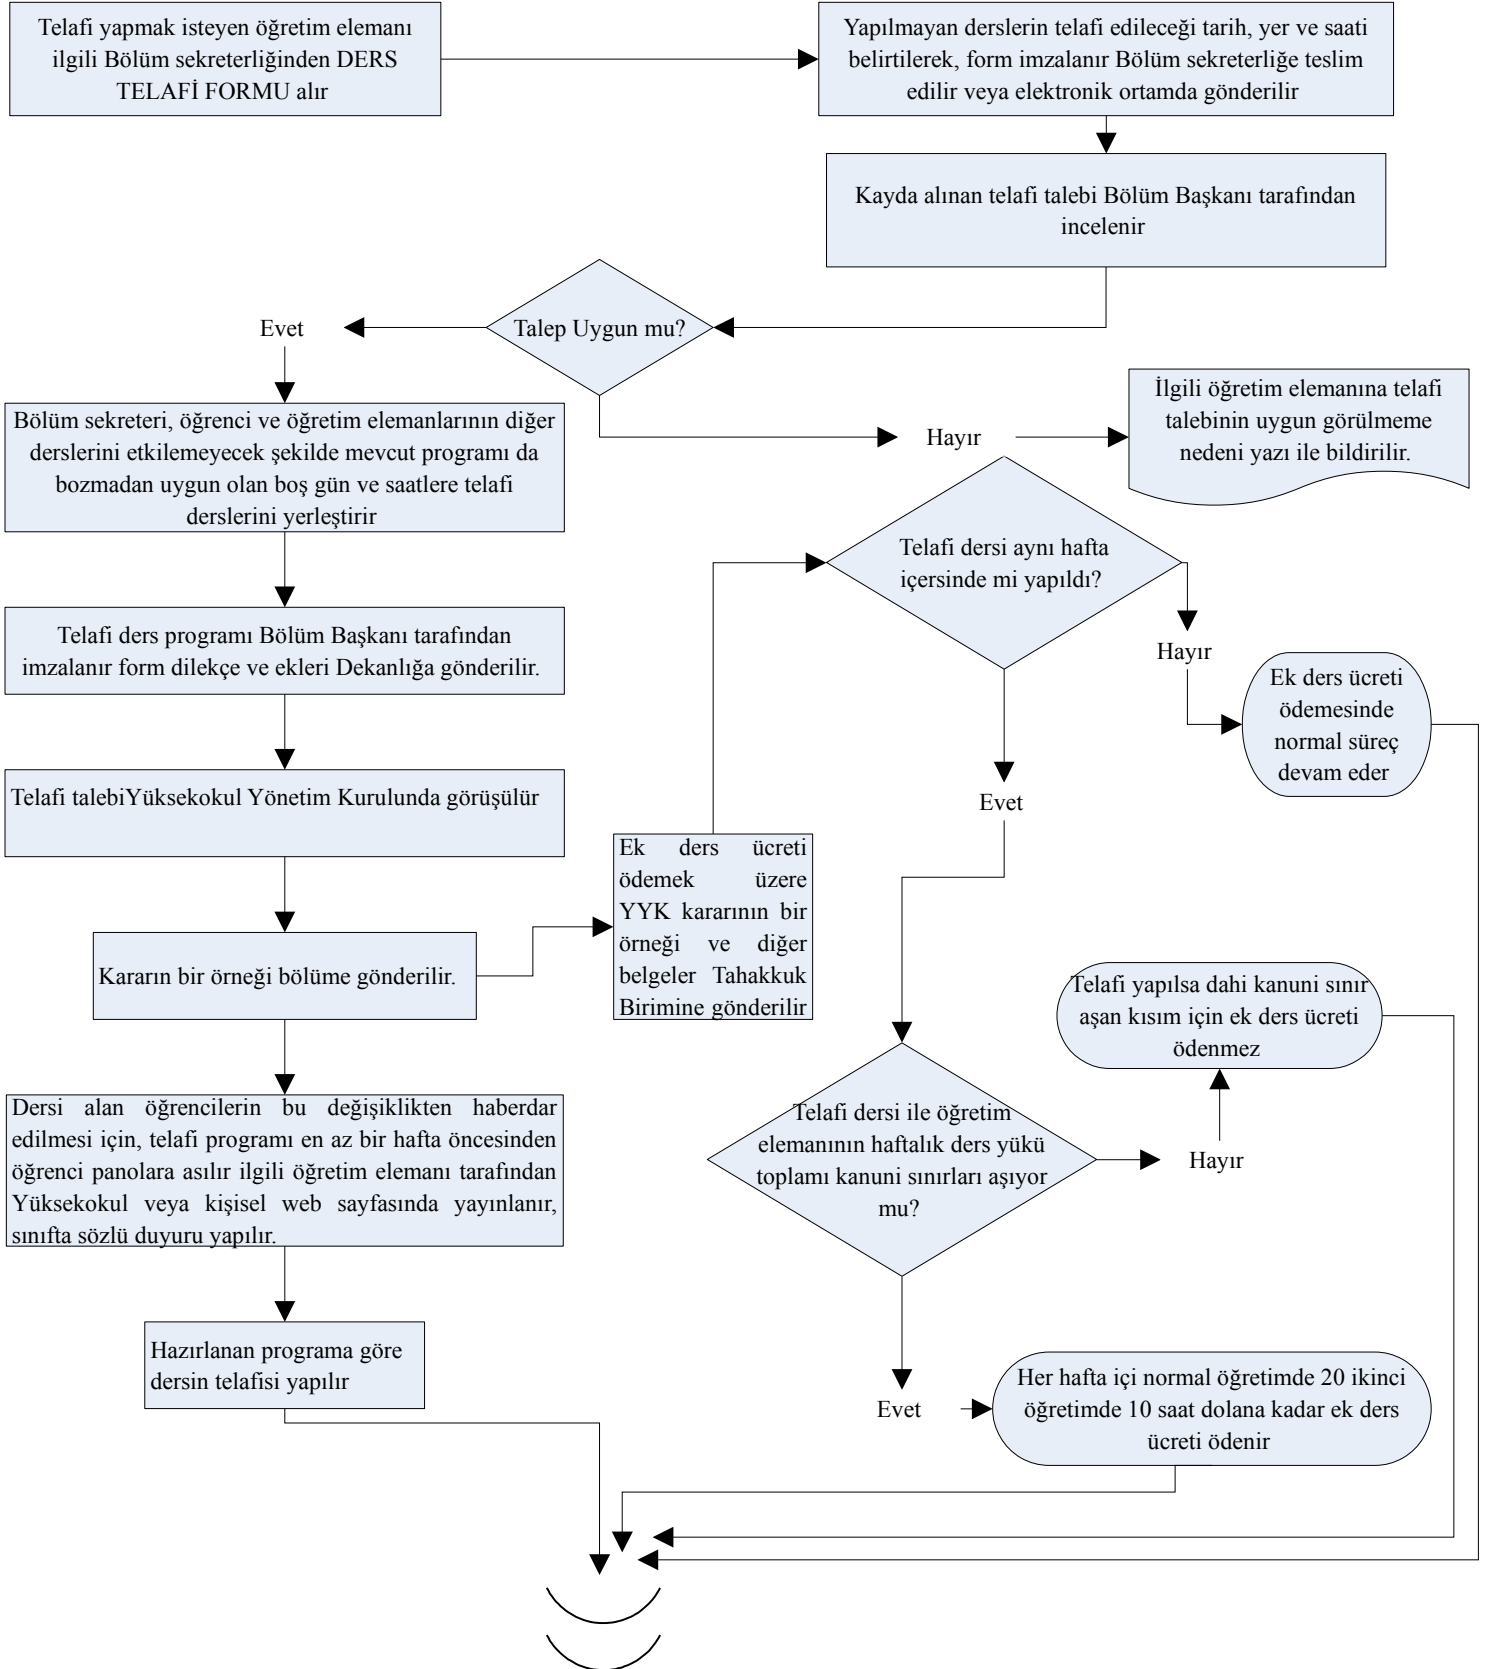 Telafi yapmak isteyen öğretim elemanı
ilgili Bölüm sekreterliğinden DERS
TELAFİ FORMU alır
Yapılmayan derslerin telafi edileceği tarih, yer ve saati
belirtilerek, form imzalanır Bölüm sekreterliğe teslim
edilir veya elektronik ortamda gönderilir
Kayda alınan telafi talebi Bölüm Başkanı tarafından
incelenir
Talep Uygun mu?
Evet
Hayır
İlgili öğretim elemanına telafi
talebinin uygun görülmeme
nedeni yazı ile bildirilir.
Bölüm sekreteri, öğrenci ve öğretim elemanlarının diğer
derslerini etkilemeyecek şekilde mevcut programı da
bozmadan uygun olan boş gün ve saatlere telafi
derslerini yerleştirir
Telafi ders programı Bölüm Başkanı tarafından
imzalanır form dilekçe ve ekleri Dekanlığa gönderilir.
Telafi talebiYüksekokul Yönetim Kurulunda görüşülür
Kararın bir örneği bölüme gönderilir.
Ek ders ücreti
ödemek üzere
YYK kararının bir
örneği ve diğer
belgeler Tahakkuk
Birimine gönderilir
Telafi dersi aynı hafta
içersinde mi yapıldı?
Hayır
Ek ders ücreti
ödemesinde
normal süreç
devam eder
Evet
Telafi dersi ile öğretim
elemanının haftalık ders yükü
toplamı kanuni sınırları aşıyor
mu?
Hayır
Telafi yapılsa dahi kanuni sınır
aşan kısım için ek ders ücreti
ödenmez
Evet
Her hafta içi normal öğretimde 20 ikinci
öğretimde 10 saat dolana kadar ek ders
ücreti ödenir
Dersi alan öğrencilerin bu değişiklikten haberdar
edilmesi için, telafi programı en az bir hafta öncesinden
öğrenci panolara asılır ilgili öğretim elemanı tarafından
Yüksekokul veya kişisel web sayfasında yayınlanır,
sınıfta sözlü duyuru yapılır.
Hazırlanan programa göre
dersin telafisi yapılır